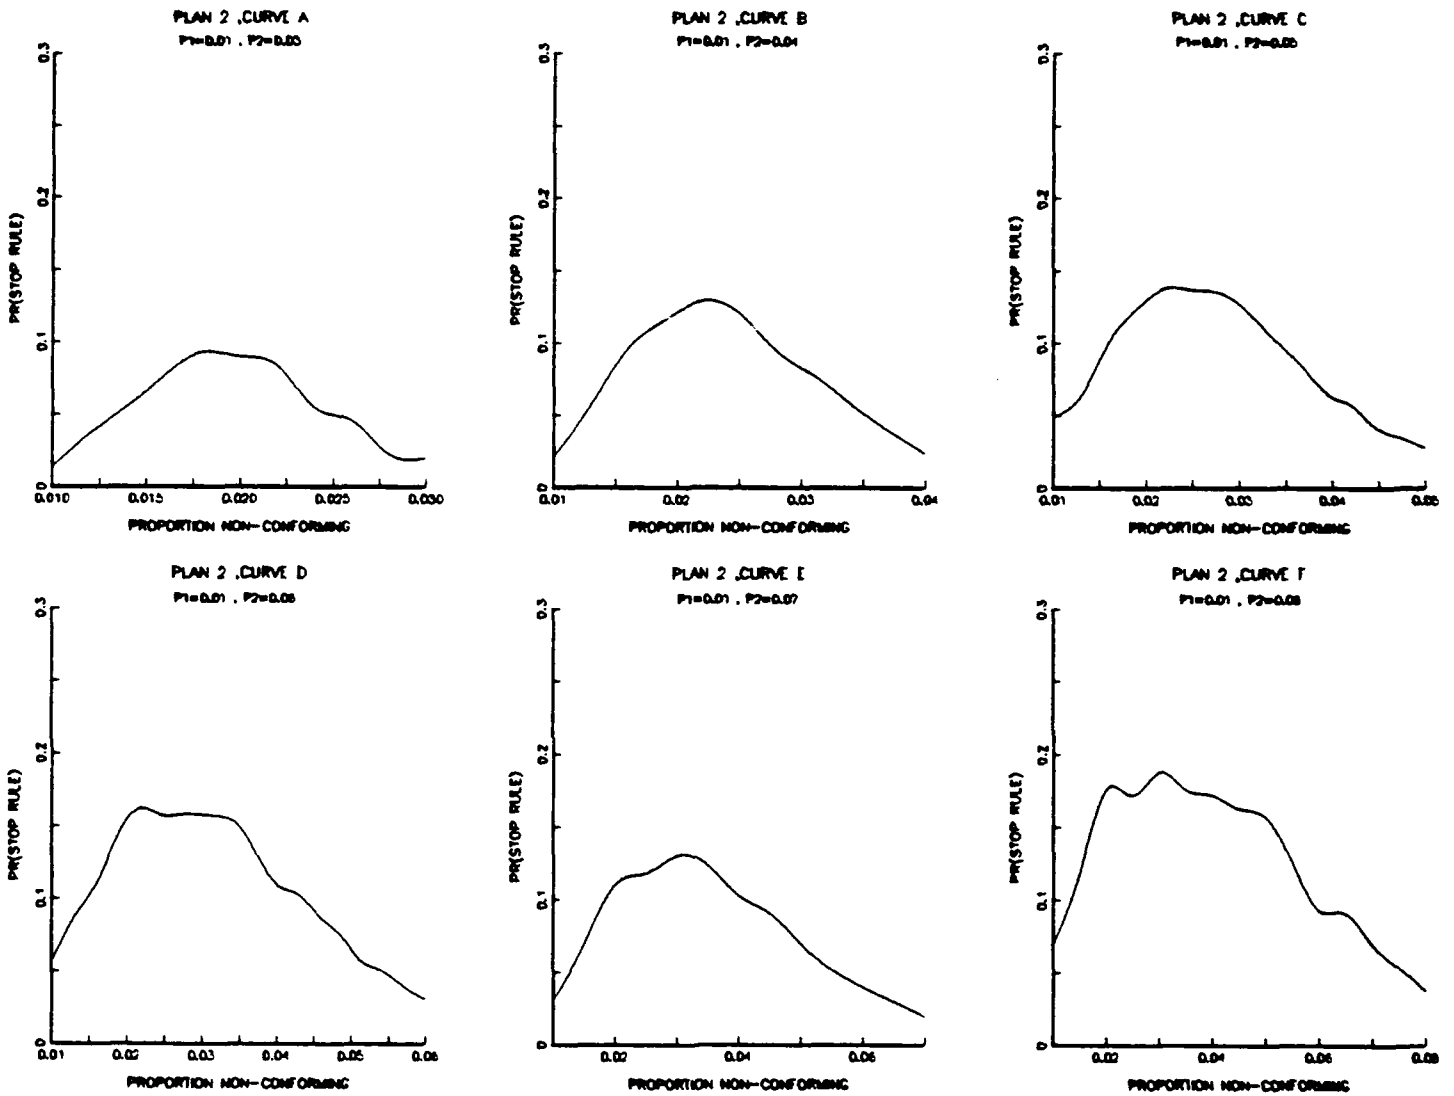 PLAN 2 ,CURVE A
P1=0.01 , P2=0.03
0.3
0.2
0.1
0
PR(STOP RULE)
0.010
0.015
0.020
0.025
0.030
PROPORTION NON-CONFORMING
PLAN 2 ,CURVE B
P1=0.01 , P2=0.04
0.3
0.2
0.1
0
PR(STOP RULE)
0.01
0.02
0.03
0.04
PROPORTION NON-CONFORMING
PLAN 2 ,CURVE C
P1=0.01 , P2=0.05
0.3
0.2
0.1
0
PR(STOP RULE)
0.01
0.02
0.03
0.04
0.05
PROPORTION NON-CONFORMING
PLAN 2 ,CURVE D
P1=0.01 , P2=0.06
0.3
0.2
0.1
0
PR(STOP RULE)
0.01
0.02
0.03
0.04
0.05
0.06
PROPORTION NON-CONFORMING
PLAN 2 ,CURVE E
P1=0.01 , P2=0.07
0.3
0.2
0.1
0
PR(STOP RULE)
0.02
0.04
0.06
PROPORTION NON-CONFORMING
PLAN 2 ,CURVE F
P1=0.01 , P2=0.08
0.3
0.2
0.1
0
PR(STOP RULE)
0.02
0.04
0.06
0.08
PROPORTION NON-CONFORMING